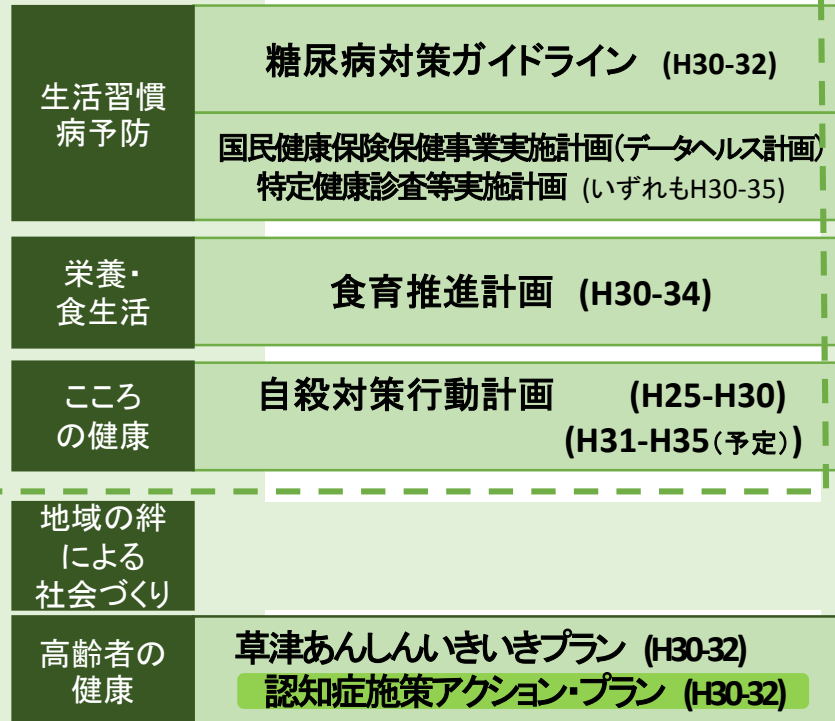 生活習慣
病予防
糖尿病対策ガイドライン (H30-32)
国民健康保険保健事業実施計画(データヘルス計画)
特定健康診査等実施計画 (いずれもH30-35)
栄養・
食生活
食育推進計画 (H30-34)
こころ
の健康
自殺対策行動計画 (H25-H30)
(H31-H35(予定))
地域の絆
による
社会づくり
高齢者の
健康
草津あんしんいきいきプラン (H30-32)
認知症施策アクション・プラン (H30-32)